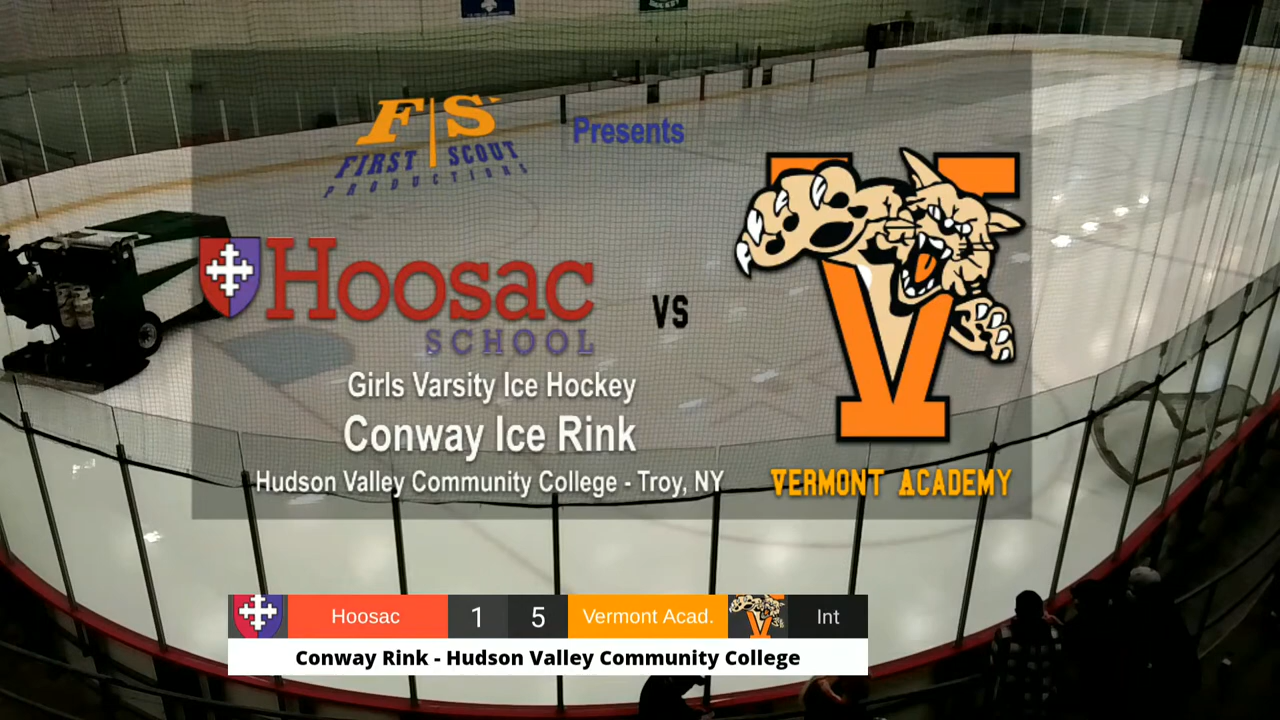 F|S
FIRST SCOUT
PRODUCTIONS
Presents
HOOSAC
SCHOOL
VS
V
VERMONT ACADEMY
Girls Varsity Ice Hockey
Conway Ice Rink
Hudson Valley Community College - Troy, NY
Hoosac 1 5 Vermont Acad. Int
Conway Rink - Hudson Valley Community College